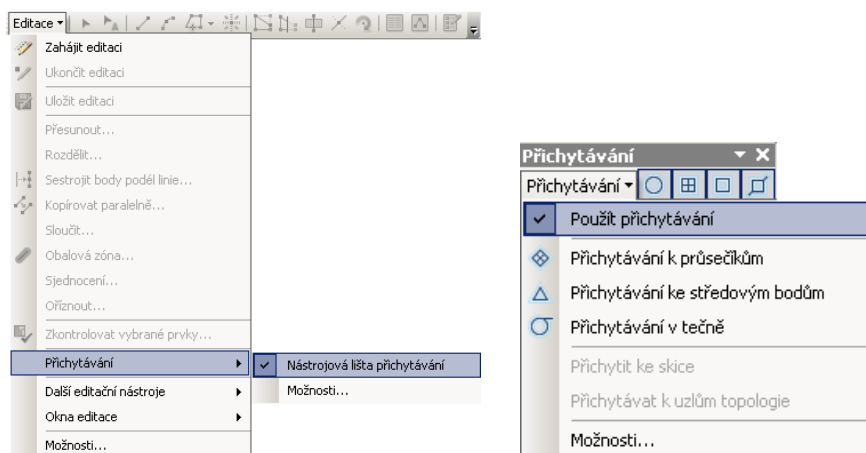 Editace
Zahájit editaci
Ukončit editaci
Uložit editaci
Přesunout...
Rozdělit...
Sestrojit body podél linie...
Kopírovat paralelně...
Sloučit...
Obalová zóna...
Sjednocení...
Oříznout...
Zkontrolovat vybrané prvky...
Přichytávání
Nástrojová lišta přichytávání
Další editační nástroje
Možnosti...
Okna editace
Možnosti...
Přichytávání
Přichytávání
Použít přichytávání
Přichytávání k průsečíkům
Přichytávání ke středovým bodům
Přichytávání v tečně
Přichytit ke skice
Přichytávat k uzlům topologie
Možnosti...